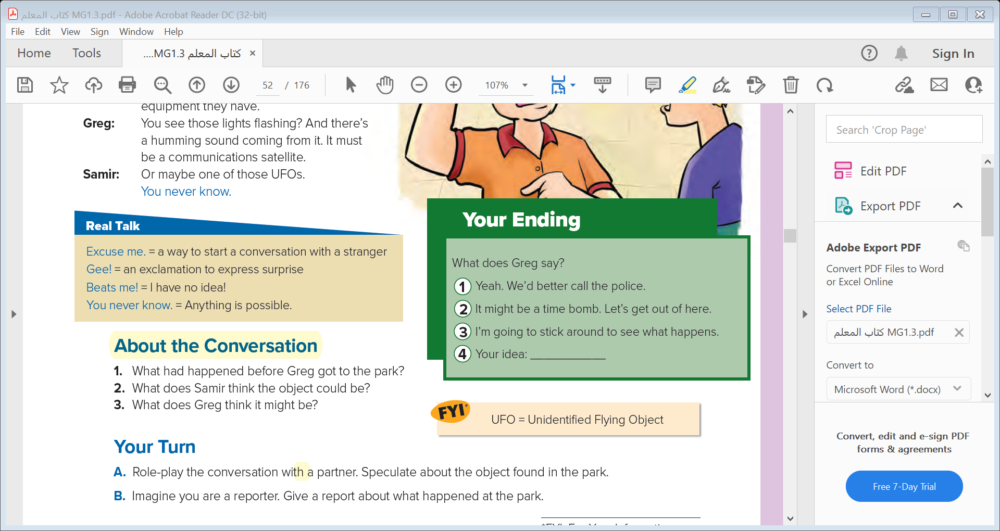 كتاب المعلم MG1.3.pdf - Adobe Acrobat Reader DC (32-bit)
File Edit View Sign Window Help
Home Tools كتاب المعلم MG1.3.... Sign In
52 / 176 107%
equipment they have.
Greg: You see those lights flashing? And there's
a humming sound coming from it. It must
be a communications satellite.
Samir: Or maybe one of those UFOs.
You never know.
Real Talk
Excuse me. = a way to start a conversation with a stranger
Gee! = an exclamation to express surprise
Beats me! = I have no idea!
You never know. = Anything is possible.
About the Conversation
1. What had happened before Greg got to the park?
2. What does Samir think the object could be?
3. What does Greg think it might be?
Your Ending
What does Greg say?
1 Yeah. We'd better call the police.
2 It might be a time bomb. Let's get out of here.
3 I'm going to stick around to see what happens.
4 Your idea: ____________
FYI*
UFO = Unidentified Flying Object
Your Turn
A. Role-play the conversation with a partner. Speculate about the object found in the park.
B. Imagine you are a reporter. Give a report about what happened at the park.
Search 'Crop Page'
Edit PDF
Export PDF
Adobe Export PDF
Convert PDF Files to Word
or Excel Online
Select PDF File
كتاب المعلم MG1.3.pdf
Convert to
Microsoft Word (*.docx)
Convert, edit and e-sign PDF
forms & agreements
Free 7-Day Trial